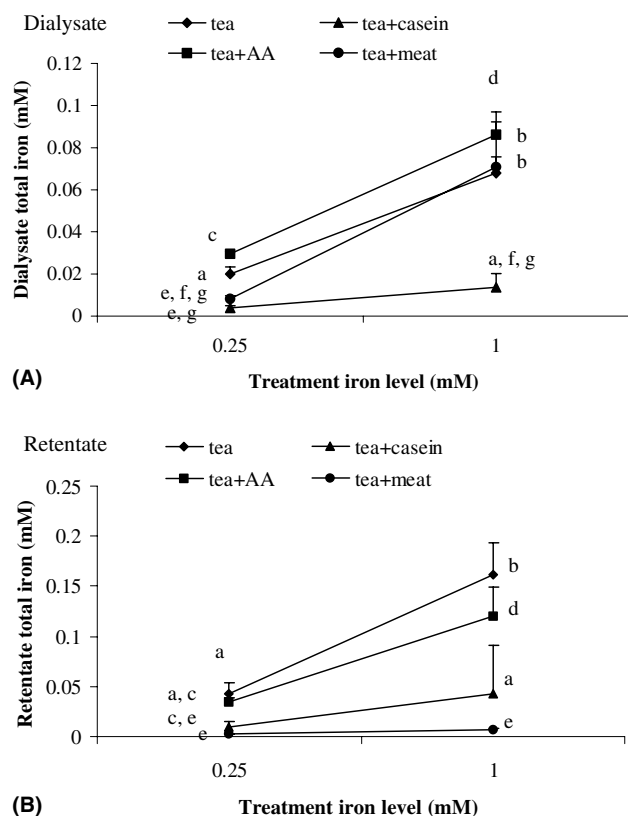 Dialysate
tea
tea+casein
tea+AA
tea+meat
0.12
0.1
0.08
0.06
0.04
0.02
0
Dialysate total iron (mM)
d
b
b
c
a
a, f, g
e, f, g
e, g
0.25
1
(A)
Treatment iron level (mM)
Retentate
tea
tea+casein
tea+AA
tea+meat
0.25
0.2
0.15
0.1
0.05
0
Retentate total iron (mM)
b
d
a
a, c
a
c, e
e
e
0.25
1
(B)
Treatment iron level (mM)